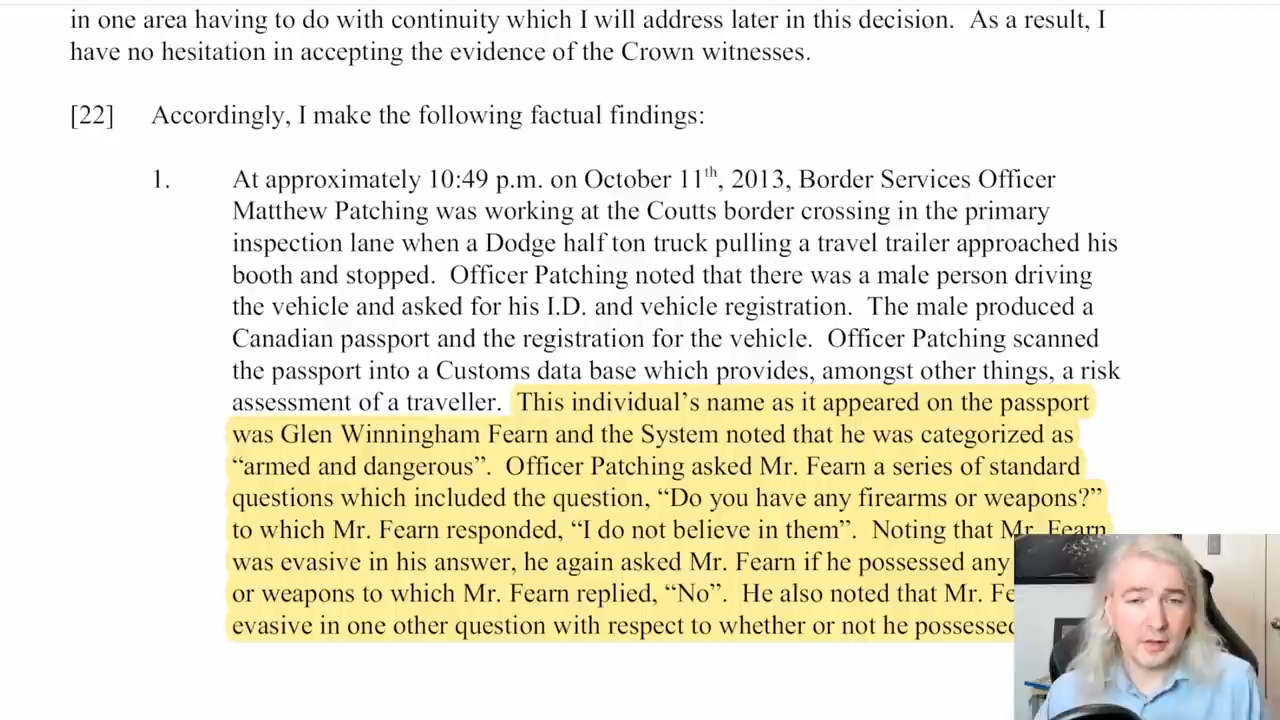 in one area having to do with continuity which I will address later in this decision. As a result, I
have no hesitation in accepting the evidence of the Crown witnesses.
[22] Accordingly, I make the following factual findings:
1. At approximately 10:49 p.m. on October 11th, 2013, Border Services Officer
Matthew Patching was working at the Coutts border crossing in the primary
inspection lane when a Dodge half ton truck pulling a travel trailer approached his
booth and stopped. Officer Patching noted that there was a male person driving
the vehicle and asked for his I.D. and vehicle registration. The male produced a
Canadian passport and the registration for the vehicle. Officer Patching scanned
the passport into a Customs data base which provides, amongst other things, a risk
assessment of a traveller. This individual’s name as it appeared on the passport
was Glen Winningham Fearn and the System noted that he was categorized as
“armed and dangerous”. Officer Patching asked Mr. Fearn a series of standard
questions which included the question, “Do you have any firearms or weapons?”
to which Mr. Fearn responded, “I do not believe in them”. Noting that Mr. Fearn
was evasive in his answer, he again asked Mr. Fearn if he possessed any
or weapons to which Mr. Fearn replied, “No”. He also noted that Mr.
evasive in one other question with respect to whether or not he possessed